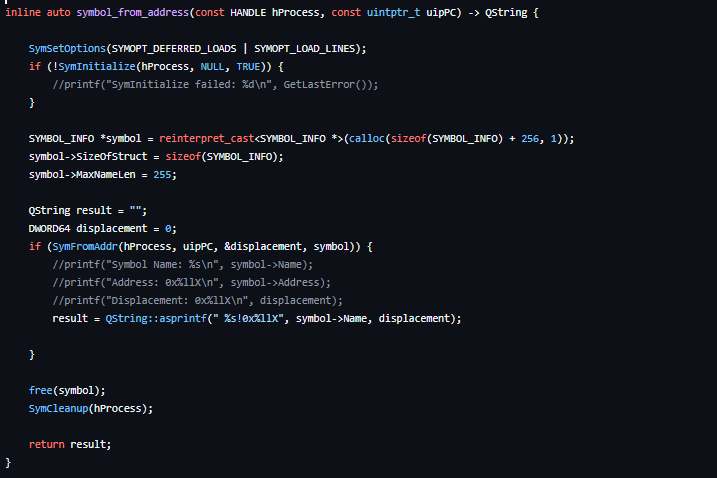 inline auto symbol_from_address(const HANDLE hProcess, const uintptr_t uipPC) -> QString {
SymSetOptions(SYMOPT_DEFERRED_LOADS | SYMOPT_LOAD_LINES);
if (!SymInitialize(hProcess, NULL, TRUE)) {
//printf("SymInitialize failed: %d\n", GetLastError());
}
SYMBOL_INFO *symbol = reinterpret_cast<SYMBOL_INFO *>(calloc(sizeof(SYMBOL_INFO) + 256, 1));
symbol->SizeOfStruct = sizeof(SYMBOL_INFO);
symbol->MaxNameLen = 255;
QString result = "";
DWORD64 displacement = 0;
if (SymFromAddr(hProcess, uipPC, &displacement, symbol)) {
//printf("Symbol Name: %s\n", symbol->Name);
//printf("Address: 0x%llX\n", symbol->Address);
//printf("Displacement: 0x%llX\n", displacement);
result = QString::asprintf(" %s!0x%llX", symbol->Name, displacement);
}
free(symbol);
SymCleanup(hProcess);
return result;
}